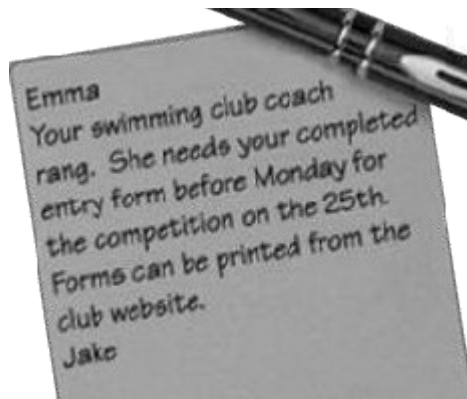 Emma
Your swimming club coach
rang. She needs your completed
entry form before Monday for
the competition on the 25th.
Forms can be printed from the
club website.
Jake